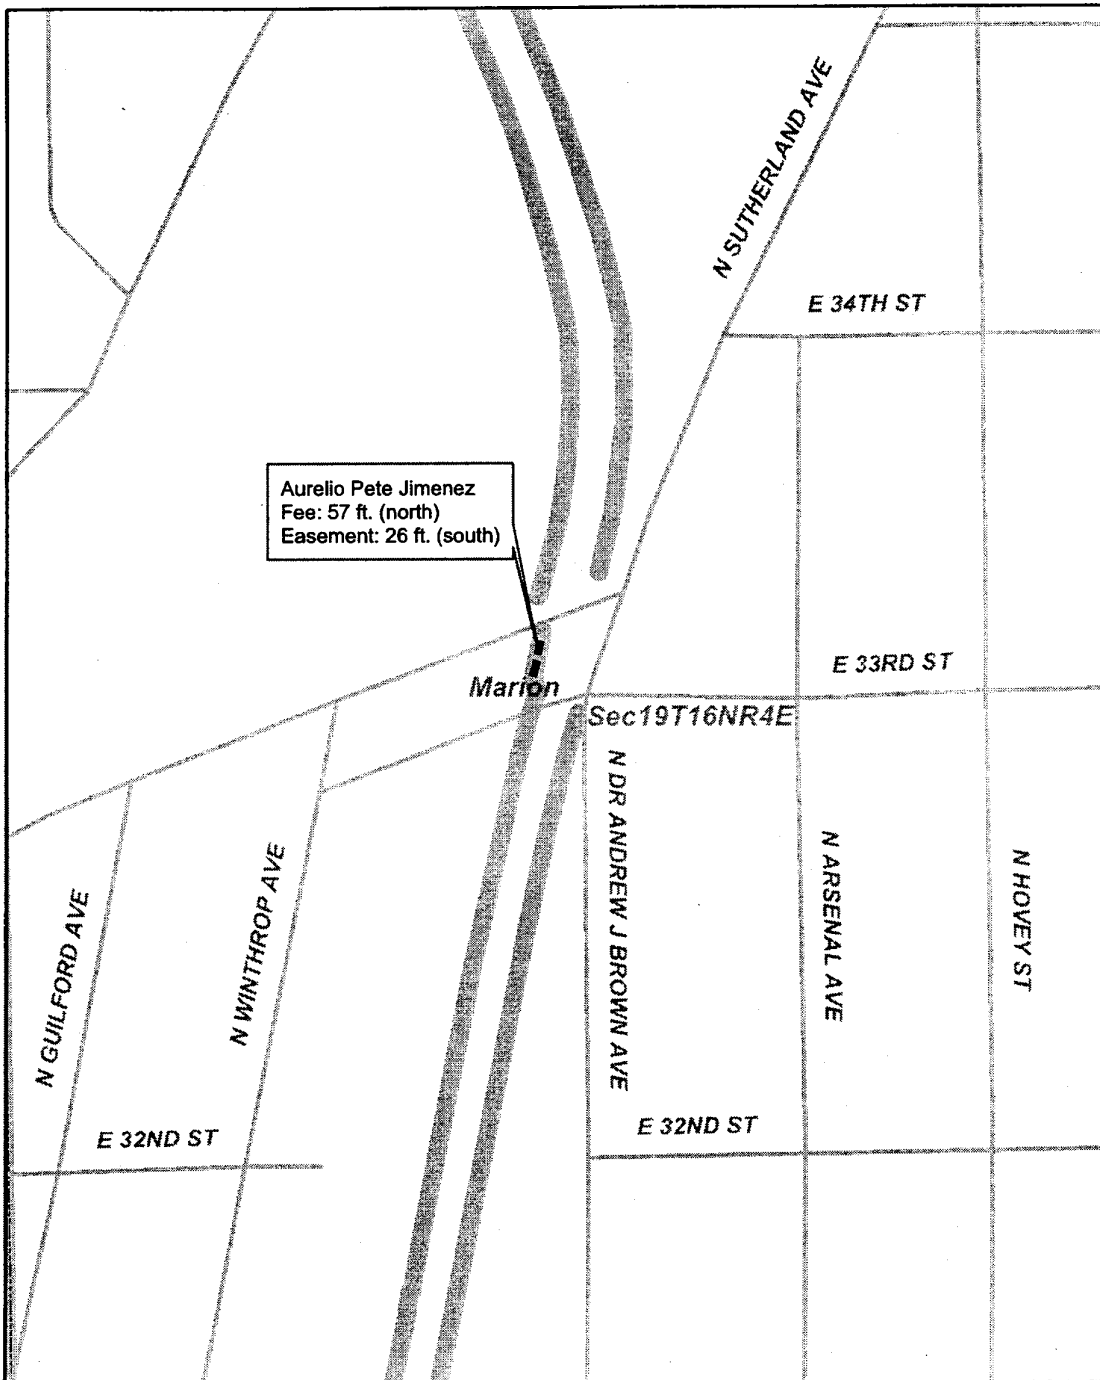 N SUTHERLAND AVE
E 34TH ST
Aurelio Pete Jimenez
Fee: 57 ft. (north)
Easement: 26 ft. (south)
E 33RD ST
Marion
Sec19T16NR4E
N DR ANDREW J BROWN AVE
N ARSENAL AVE
N HOVEY ST
N GUILFORD AVE
N WINTHROP AVE
E 32ND ST
E 32ND ST